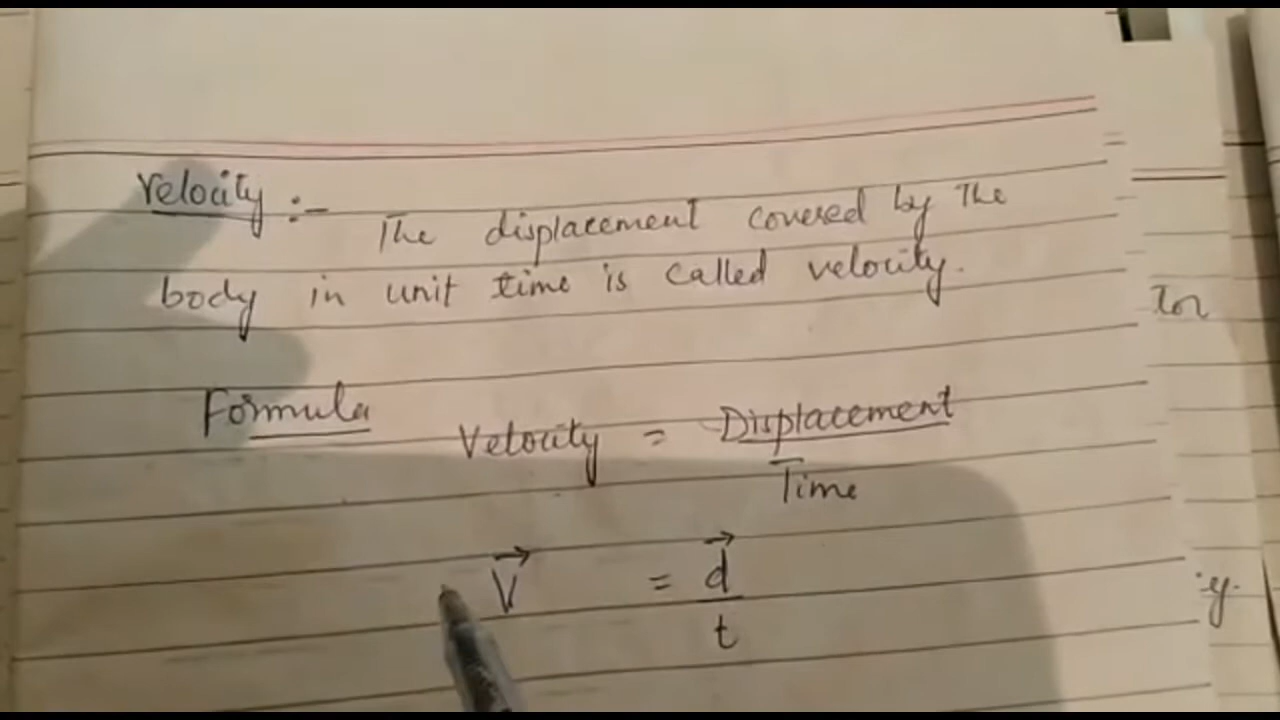 Velocity :- The displacement covered by The
body in unit time is called velocity.
Formula Velocity = Displacement
Time
V⃗ = d⃗
t